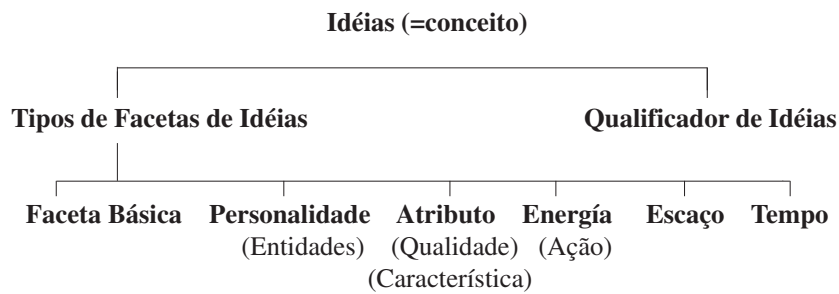 Idéias (=conceito)
Tipos de Facetas de Idéias Qualificador de Idéias
Faceta Básica Personalidade Atributo Energía Escaço Tempo
(Entidades) (Qualidade) (Ação)
(Característica)